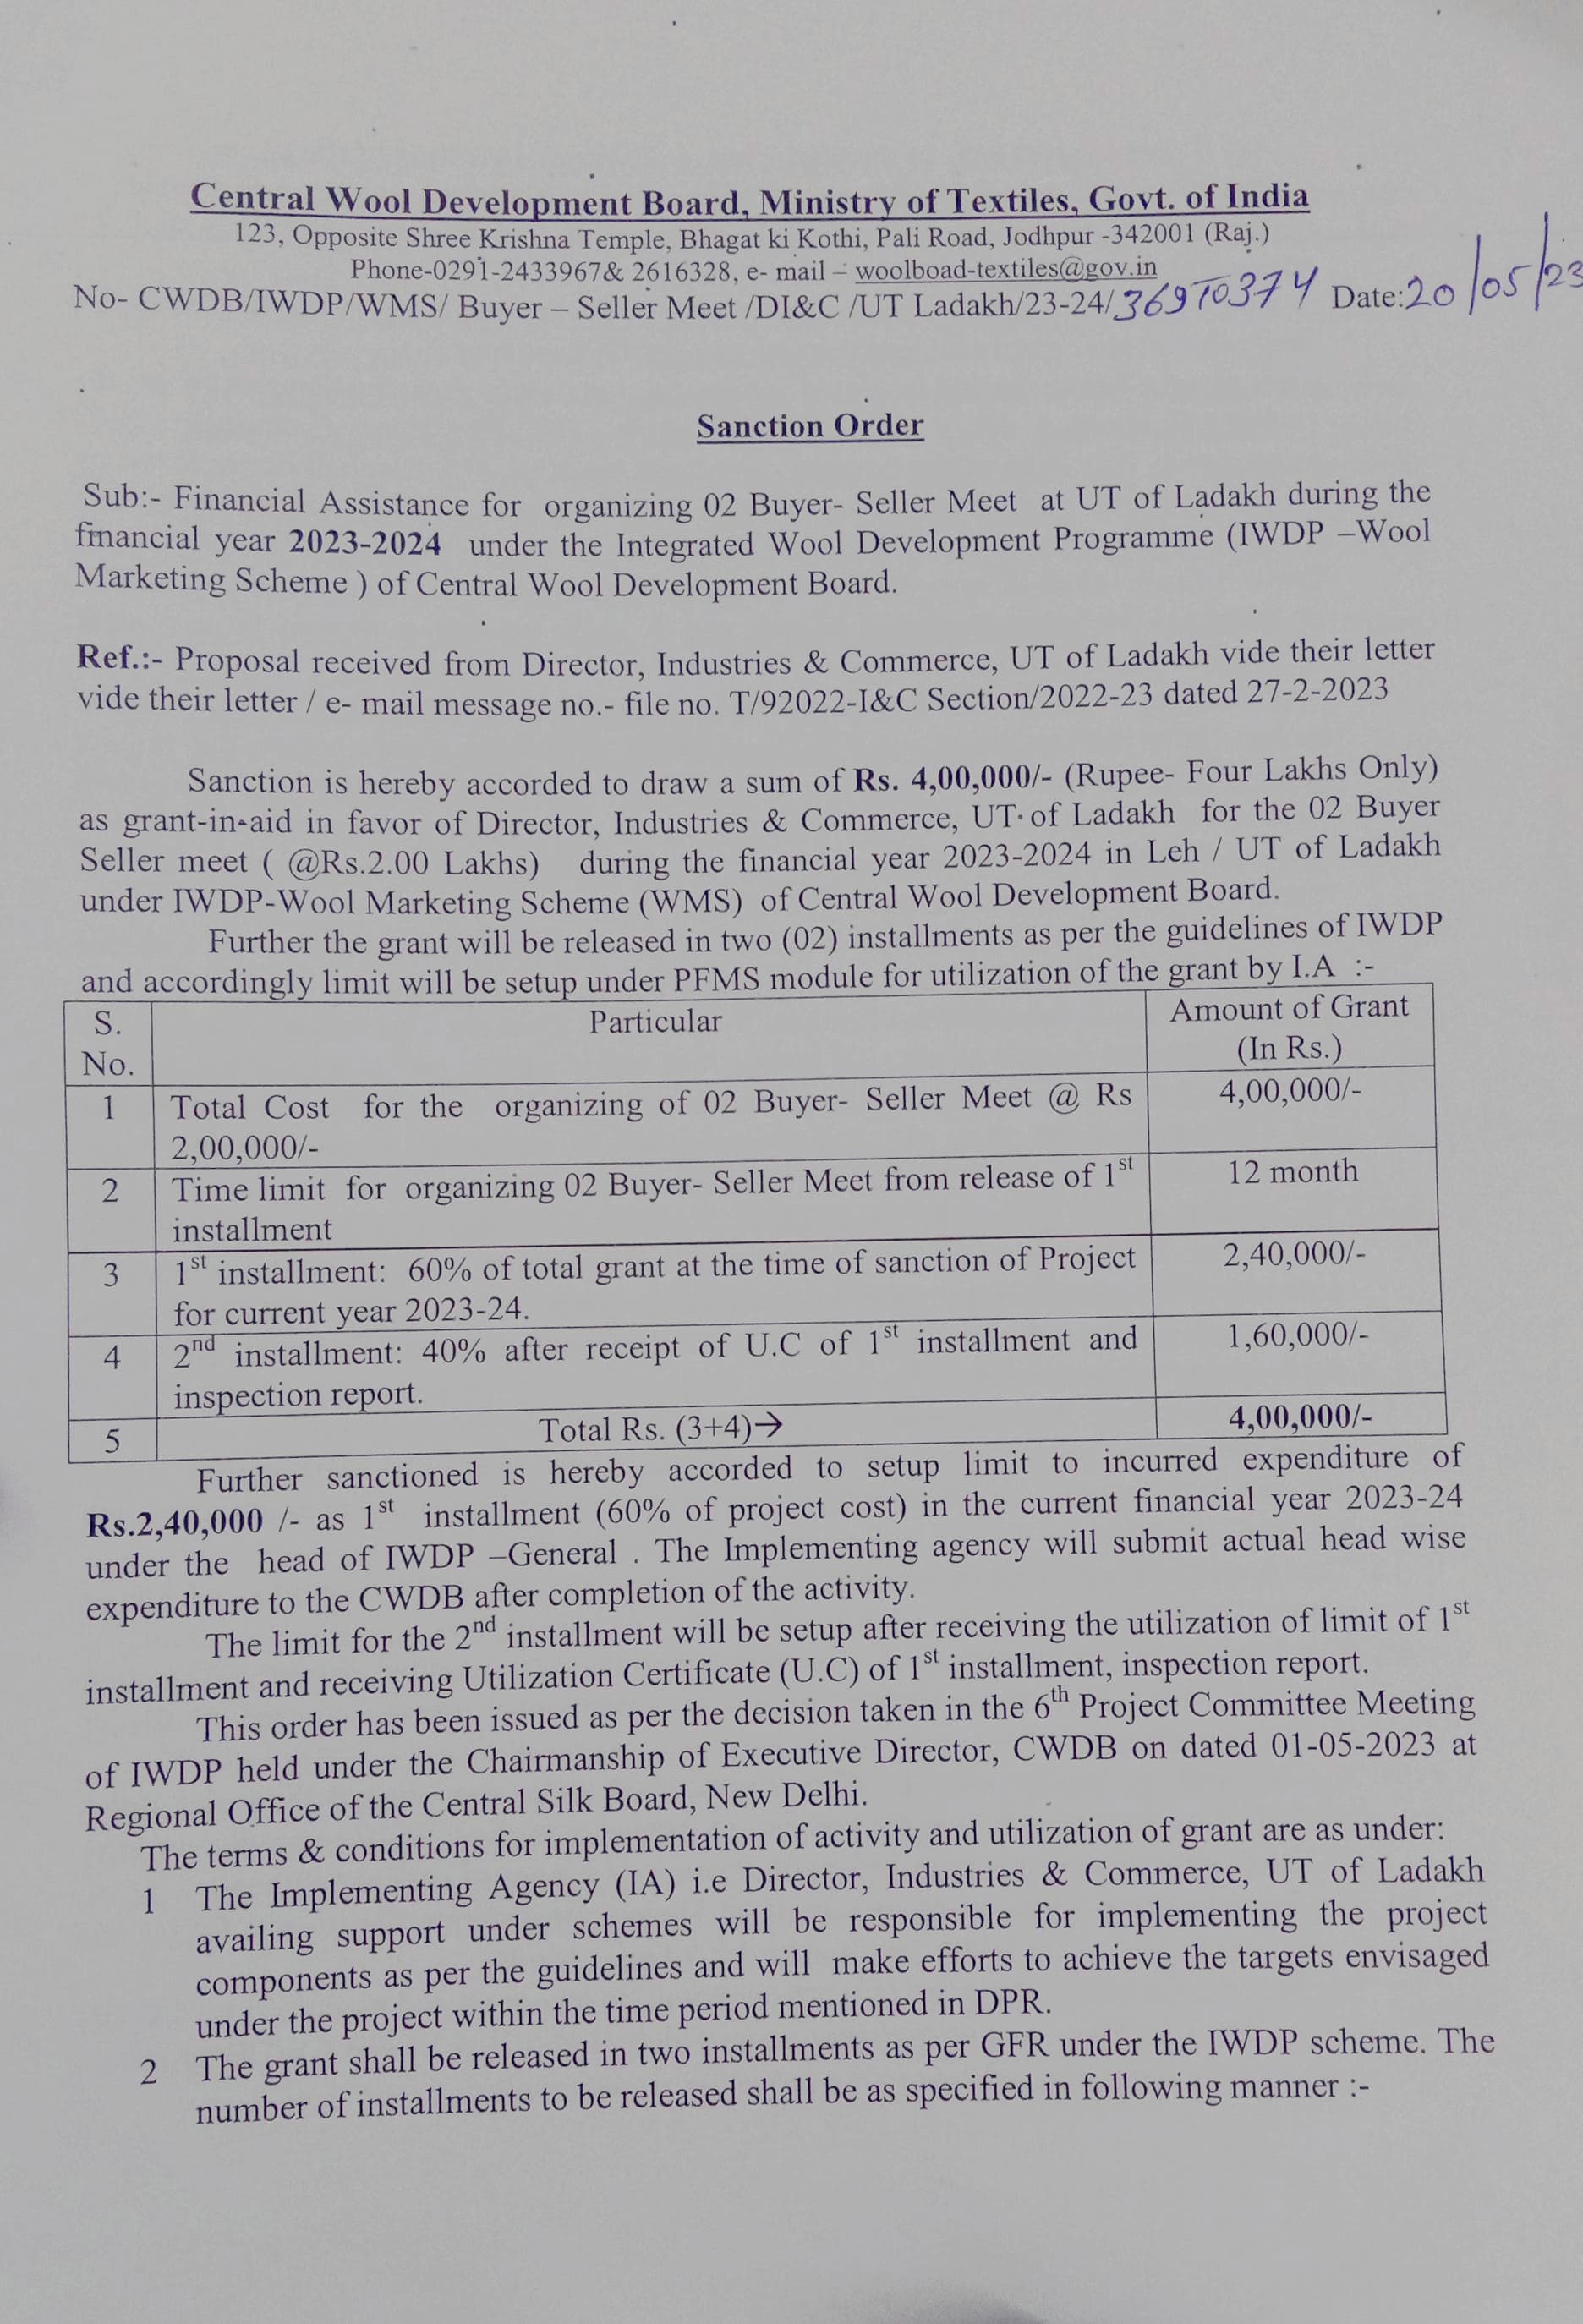 Central Wool Development Board, Ministry of Textiles, Govt. of India
123, Opposite Shree Krishna Temple, Bhagat ki Kothi, Pali Road, Jodhpur -342001 (Raj.)
Phone-0291-2433967& 2616328, e- mail – woolboad-textiles@gov.in
No- CWDB/IWDP/WMS/ Buyer – Seller Meet /DI&C /UT Ladakh/23-24/ Date:20/05/23
Sanction Order
Sub:- Financial Assistance for organizing 02 Buyer- Seller Meet at UT of Ladakh during the
financial year 2023-2024 under the Integrated Wool Development Programme (IWDP –Wool
Marketing Scheme ) of Central Wool Development Board.
Ref.:- Proposal received from Director, Industries & Commerce, UT of Ladakh vide their letter
vide their letter / e- mail message no.- file no. T/92022-I&C Section/2022-23 dated 27-2-2023
Sanction is hereby accorded to draw a sum of Rs. 4,00,000/- (Rupee- Four Lakhs Only)
as grant-in-aid in favor of Director, Industries & Commerce, UT of Ladakh for the 02 Buyer
Seller meet ( @Rs.2.00 Lakhs) during the financial year 2023-2024 in Leh / UT of Ladakh
under IWDP-Wool Marketing Scheme (WMS) of Central Wool Development Board.
Further the grant will be released in two (02) installments as per the guidelines of IWDP
and accordingly limit will be setup under PFMS module for utilization of the grant by I.A :-
S. Particular Amount of Grant
No. (In Rs.)
1 Total Cost for the organizing of 02 Buyer- Seller Meet @ Rs 4,00,000/-
2,00,000/-
2 Time limit for organizing 02 Buyer- Seller Meet from release of 1st 12 month
installment
3 1st installment: 60% of total grant at the time of sanction of Project 2,40,000/-
for current year 2023-24.
4 2nd installment: 40% after receipt of U.C of 1st installment and 1,60,000/-
inspection report.
5 Total Rs. (3+4)→ 4,00,000/-
Further sanctioned is hereby accorded to setup limit to incurred expenditure of
Rs.2,40,000 /- as 1st installment (60% of project cost) in the current financial year 2023-24
under the head of IWDP –General . The Implementing agency will submit actual head wise
expenditure to the CWDB after completion of the activity.
The limit for the 2nd installment will be setup after receiving the utilization of limit of 1st
installment and receiving Utilization Certificate (U.C) of 1st installment, inspection report.
This order has been issued as per the decision taken in the 6th Project Committee Meeting
of IWDP held under the Chairmanship of Executive Director, CWDB on dated 01-05-2023 at
Regional Office of the Central Silk Board, New Delhi.
The terms & conditions for implementation of activity and utilization of grant are as under:
1 The Implementing Agency (IA) i.e Director, Industries & Commerce, UT of Ladakh
availing support under schemes will be responsible for implementing the project
components as per the guidelines and will make efforts to achieve the targets envisaged
under the project within the time period mentioned in DPR.
2 The grant shall be released in two installments as per GFR under the IWDP scheme. The
number of installments to be released shall be as specified in following manner :-